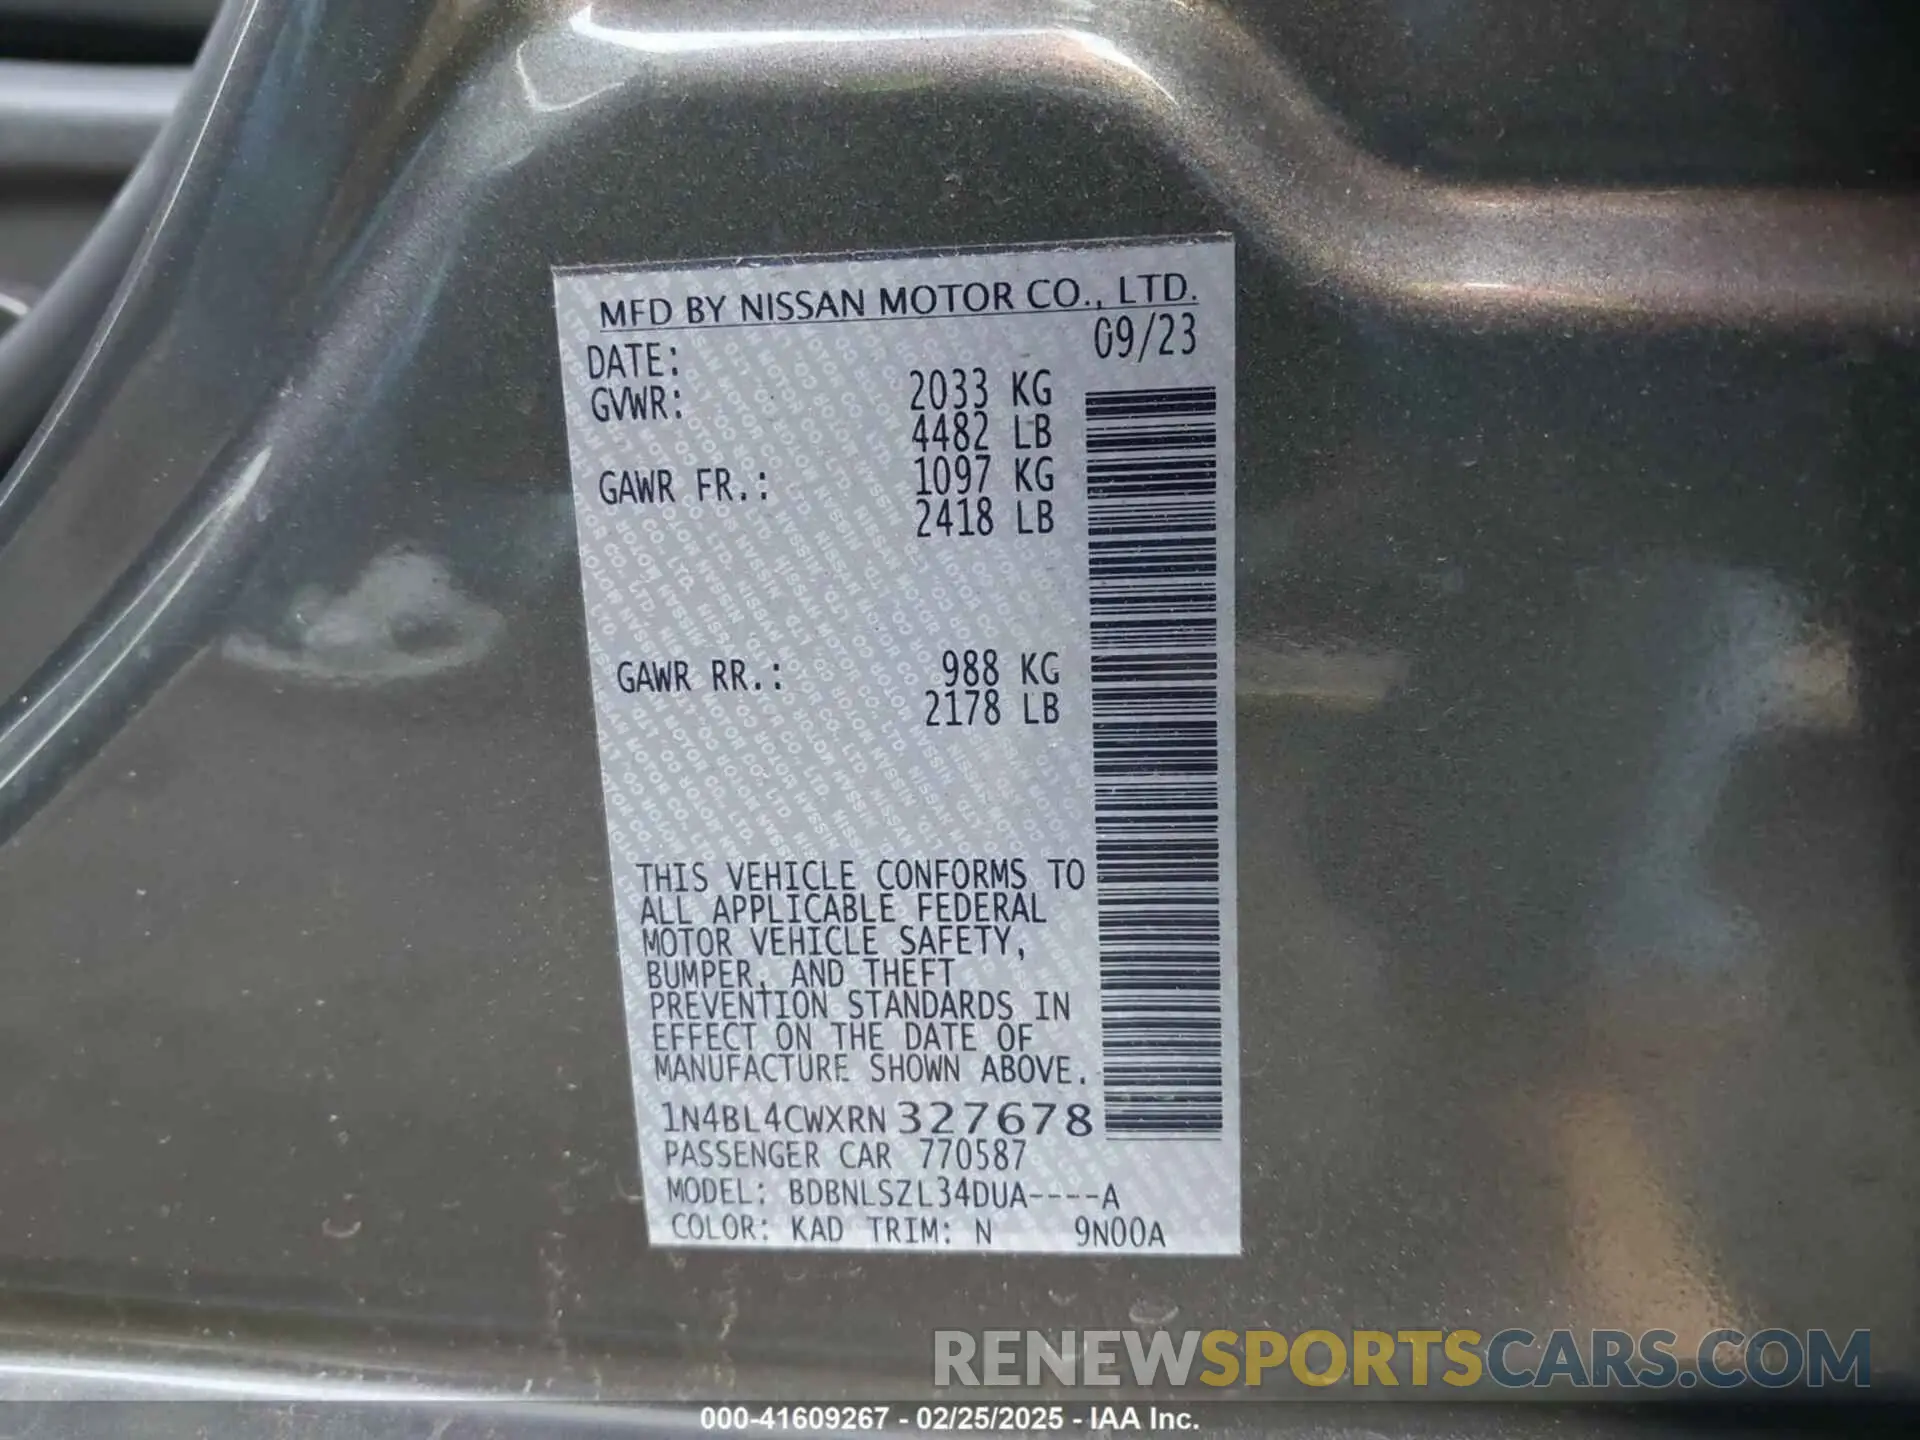 MFD BY NISSAN MOTOR CO., LTD.
DATE: 09/23
GVWR: 2033 KG
4482 LB
GAWR FR.: 1097 KG
2418 LB
GAWR RR.: 988 KG
2178 LB
THIS VEHICLE CONFORMS TO
ALL APPLICABLE FEDERAL
MOTOR VEHICLE SAFETY,
BUMPER, AND THEFT
PREVENTION STANDARDS IN
EFFECT ON THE DATE OF
MANUFACTURE SHOWN ABOVE.
1N4BL4CWXRN327678
PASSENGER CAR 770587
MODEL: BDBNLSZL34DUA----A
COLOR: KAD TRIM: N 9N00A
RENEWSPORTSCARS.COM
000-41609267 - 02/25/2025 - IAA Inc.